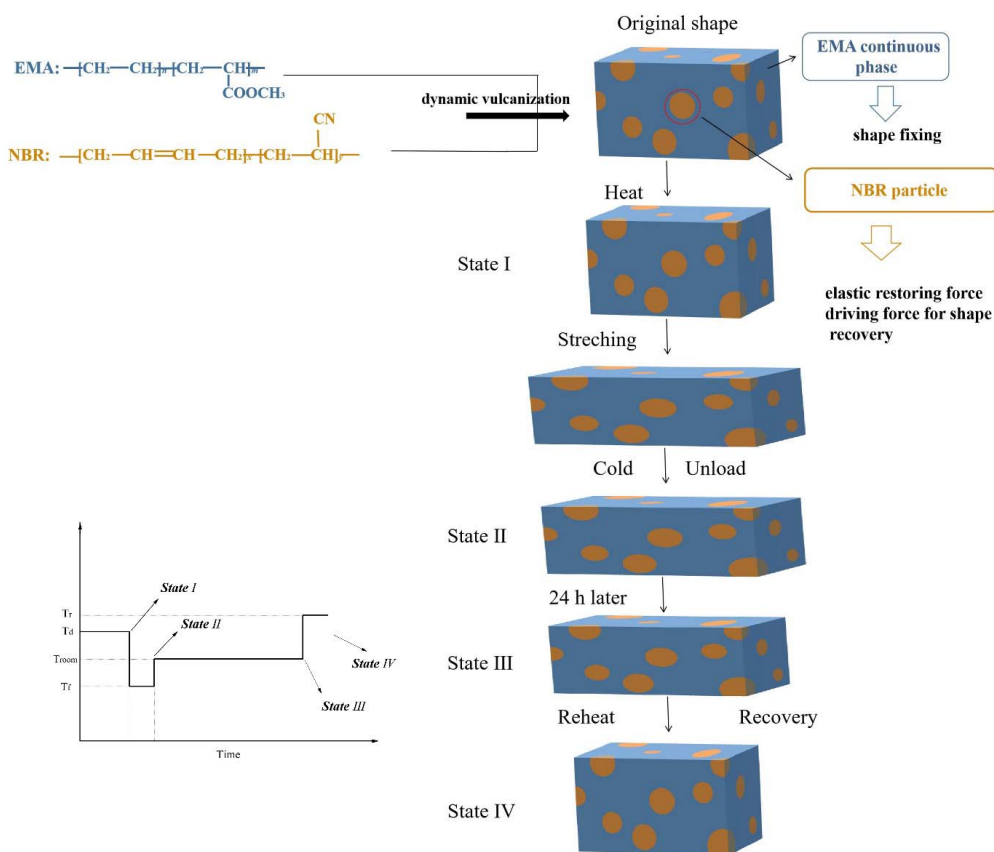 Original shape
EMA: –[CH₂–CH₂]ₙ[CH₂–CH]ₘ–
COOCH₃
dynamic vulcanization
CN
NBR: –[CH₂–CH=CH–CH₂]ₓ[CH₂–CH]ᵧ–
EMA continuous
phase
shape fixing
NBR particle
elastic restoring force
driving force for shape
recovery
Heat
State I
Streching
Cold
Unload
State II
24 h later
State III
Reheat
Recovery
State IV
Tr
Td
Troom
Tf
State I
State II
State IV
State III
Time